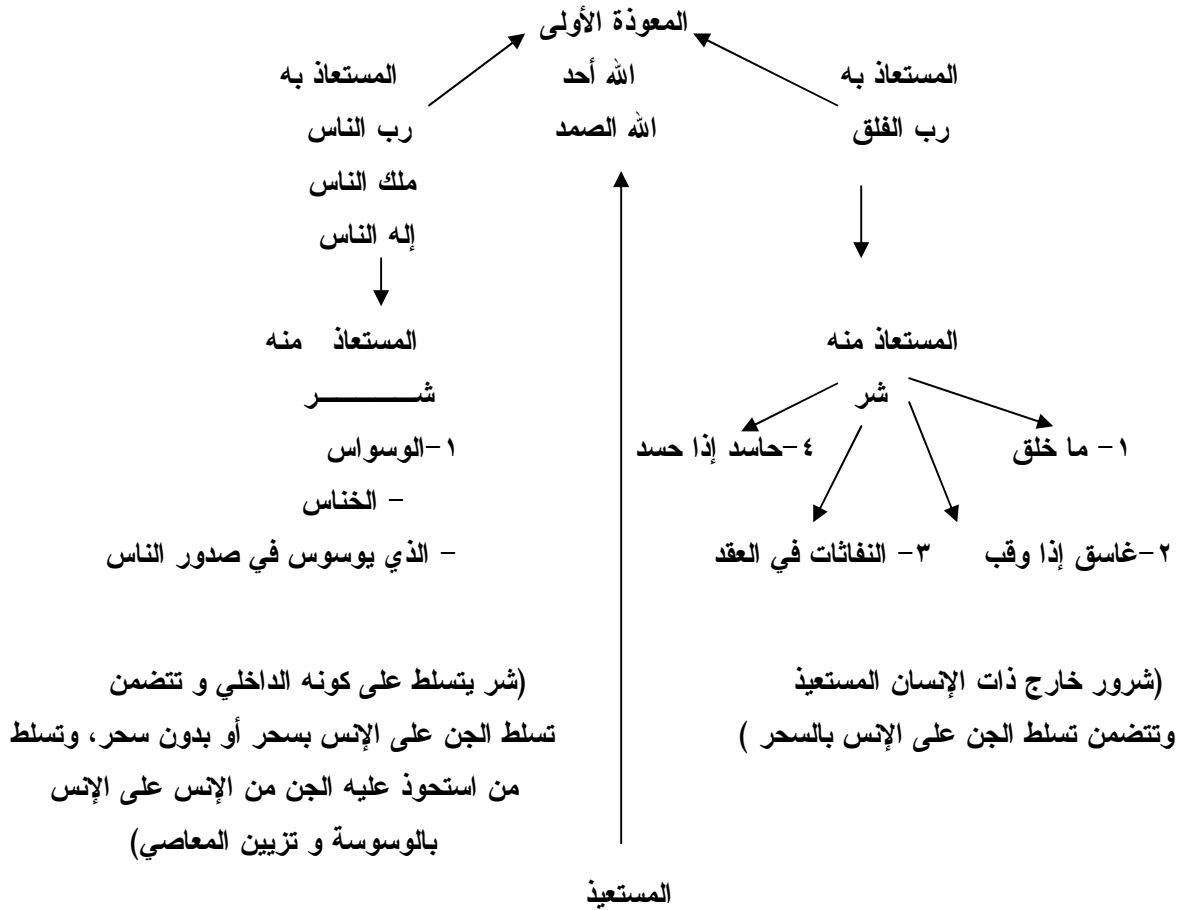 المعوذة الأولى
المستعاذ به الله أحد المستعاذ به
رب الفلق الله الصمد رب الناس
ملك الناس
إله الناس
المستعاذ منه المستعاذ منه
شر شـــــــــــر
١- ما خلق ٤-حاسد إذا حسد ١-الوسواس
- الخناس
٢-غاسق إذا وقب ٣- النفاثات في العقد - الذي يوسوس في صدور الناس
(شرور خارج ذات الإنسان المستعيذ (شر يتسلط على كونه الداخلي و تتضمن
وتتضمن تسلط الجن على الإنس بالسحر ) تسلط الجن على الإنس بسحر أو بدون سحر، وتسلط
من استحوذ عليه الجن من الإنس على الإنس
بالوسوسة و تزيين المعاصي)
المستعيذ